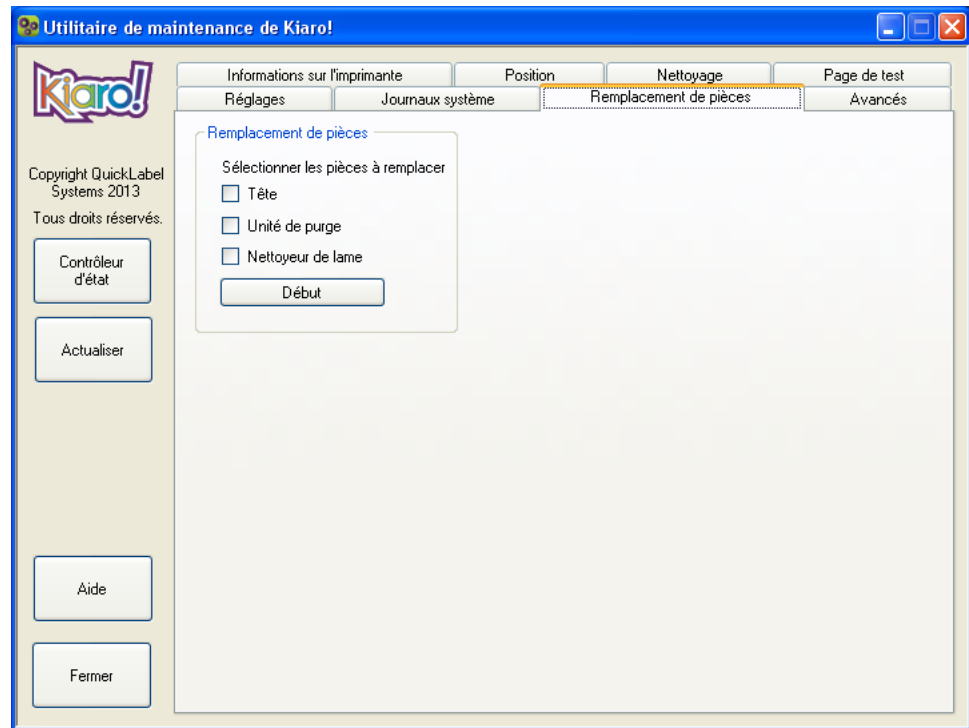 Utilitaire de maintenance de Kiaro!
Kiaro!
Copyright QuickLabel
Systems 2013
Tous droits réservés.
Contrôleur
d'état
Actualiser
Aide
Fermer
Informations sur l'imprimante
Position
Nettoyage
Page de test
Réglages
Journaux système
Remplacement de pièces
Avancés
Remplacement de pièces
Sélectionner les pièces à remplacer
Tête
Unité de purge
Nettoyeur de lame
Début